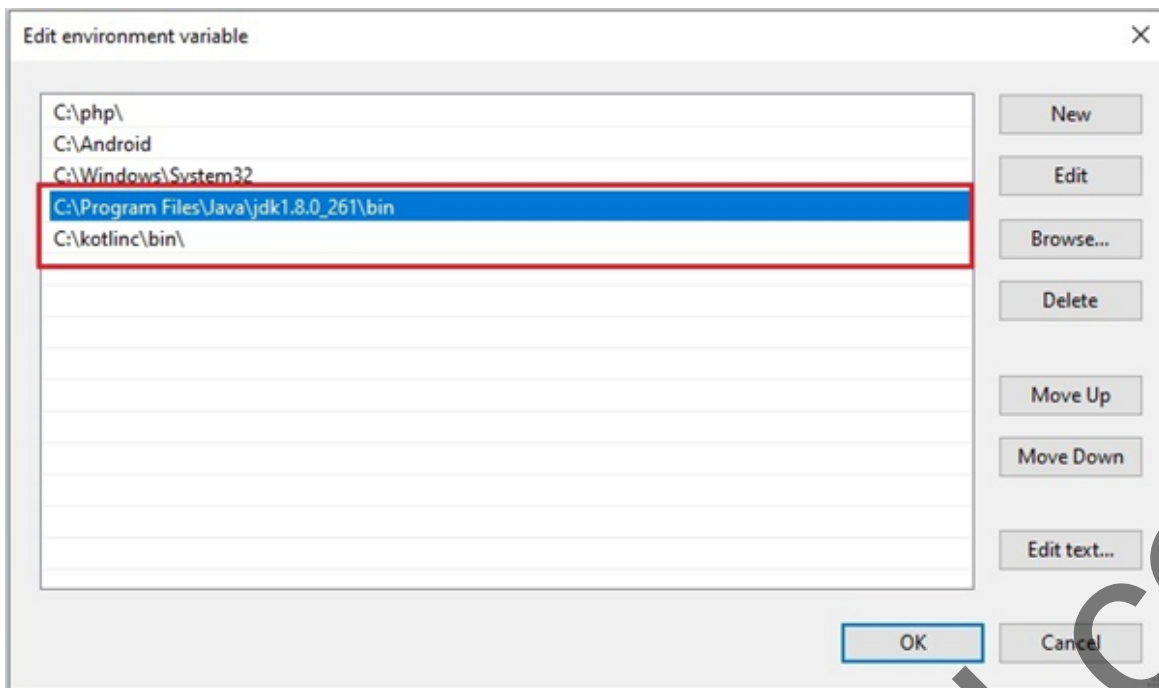 Edit environment variable
C:\php\
C:\Android
C:\Windows\System32
C:\Program Files\Java\jdk1.8.0_261\bin
C:\kotlinc\bin\
New
Edit
Browse...
Delete
Move Up
Move Down
Edit text...
OK
Cancel